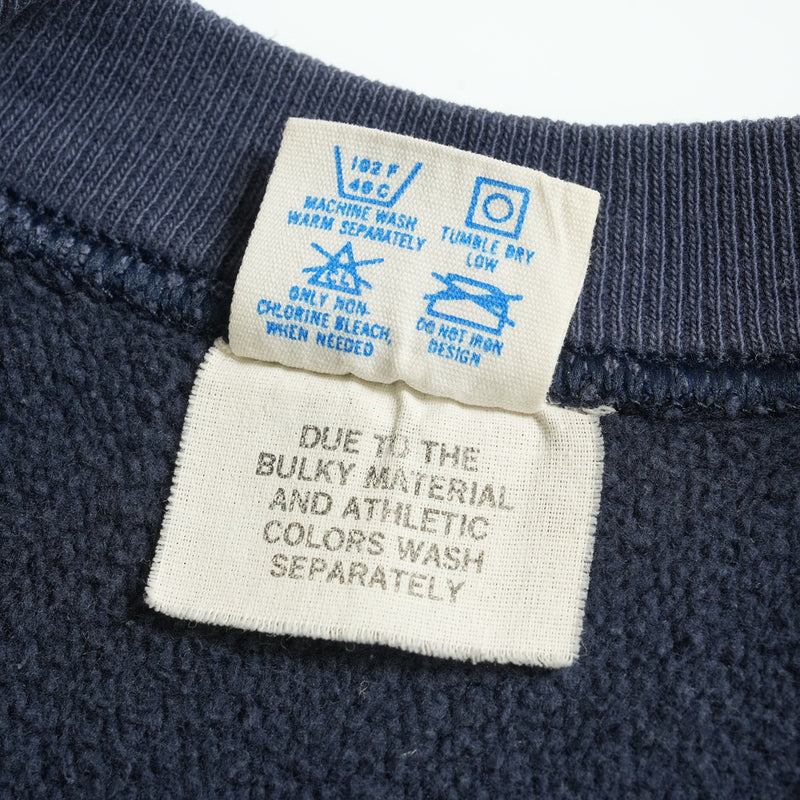 102 F
40 C
MACHINE WASH
WARM SEPARATELY
TUMBLE DRY
LOW
CL
ONLY NON-
CHLORINE BLEACH,
WHEN NEEDED
DO NOT IRON
DESIGN
DUE TO THE
BULKY MATERIAL
AND ATHLETIC
COLORS WASH
SEPARATELY